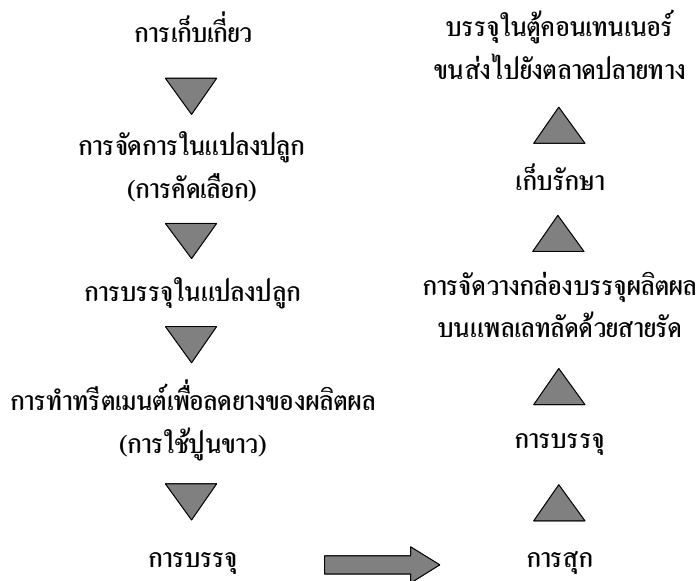 การเก็บเกี่ยว
การจัดการในแปลงปลูก
(การคัดเลือก)
การบรรจุในแปลงปลูก
การทำทรีตเมนต์เพื่อลดยางของผลิตผล
(การใช้ปูนขาว)
การบรรจุ
การสุก
การบรรจุ
การจัดวางกล่องบรรจุผลิตผล
บนแพลเลทลัดด้วยสายรัด
เก็บรักษา
บรรจุในตู้คอนเทนเนอร์
ขนส่งไปยังตลาดปลายทาง